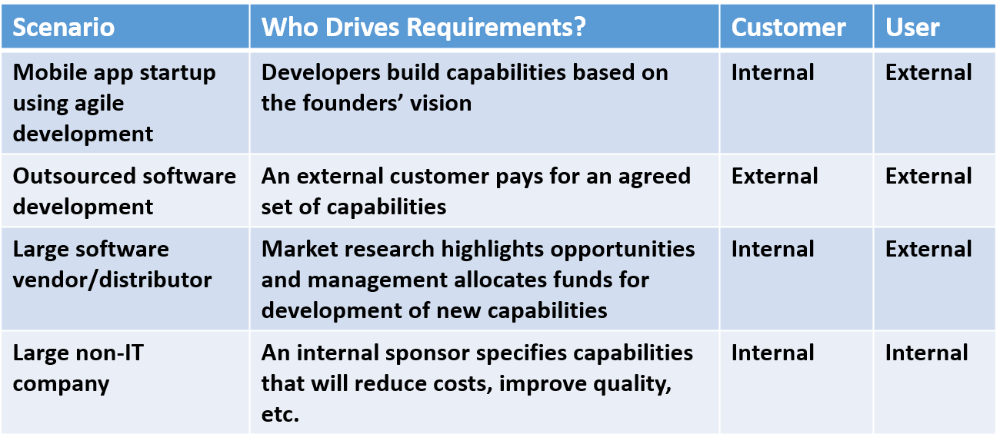 Scenario Who Drives Requirements? Customer User
Mobile app startup Developers build capabilities based on Internal External
using agile the founders’ vision
development
Outsourced software An external customer pays for an agreed External External
development set of capabilities
Large software Market research highlights opportunities Internal External
vendor/distributor and management allocates funds for
development of new capabilities
Large non-IT An internal sponsor specifies capabilities Internal Internal
company that will reduce costs, improve quality,
etc.